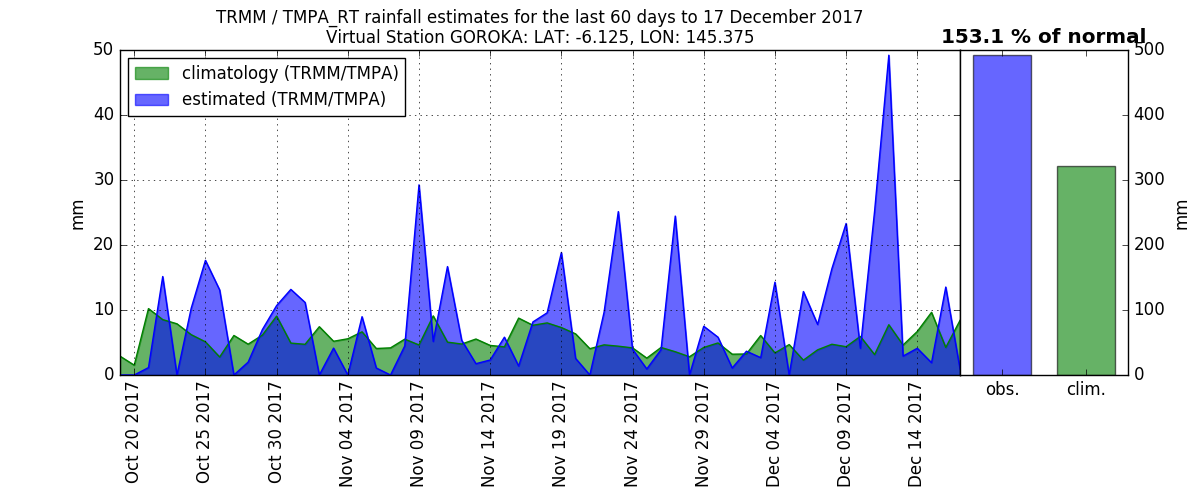 TRMM / TMPA_RT rainfall estimates for the last 60 days to 17 December 2017
Virtual Station GOROKA: LAT: -6.125, LON: 145.375
153.1 % of normal
climatology (TRMM/TMPA)
estimated (TRMM/TMPA)
50
40
30
20
10
0
mm
500
400
300
200
100
0
mm
Oct 20 2017
Oct 25 2017
Oct 30 2017
Nov 04 2017
Nov 09 2017
Nov 14 2017
Nov 19 2017
Nov 24 2017
Nov 29 2017
Dec 04 2017
Dec 09 2017
Dec 14 2017
obs.
clim.